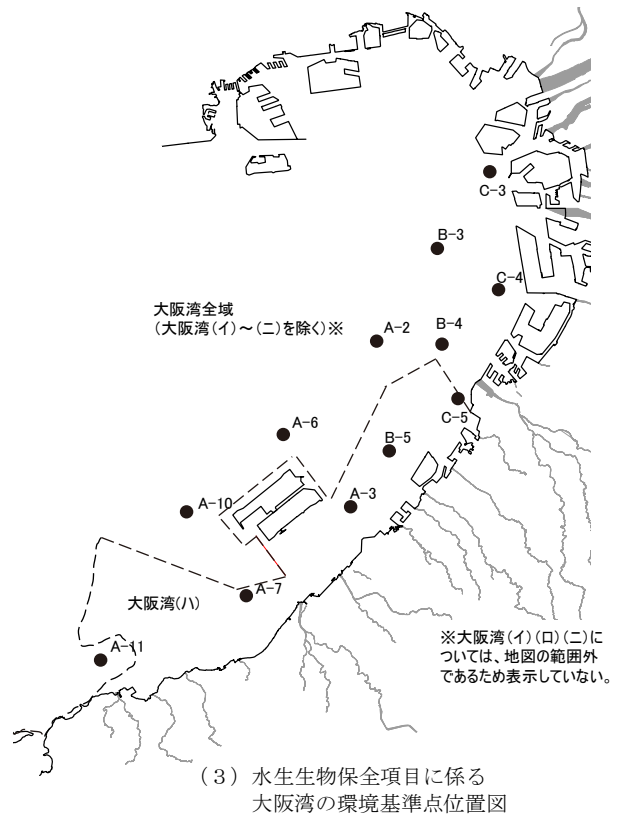 C-3
B-3
C-4
大阪湾全域
(大阪湾(イ)～(ニ)を除く)※
A-2
B-4
C-5
A-6
B-5
A-10
A-3
大阪湾(ハ)
A-7
A-11
※大阪湾(イ)(ロ)(ニ)に
ついては、地図の範囲外
であるため表示していない。
(3)水生生物保全項目に係る
大阪湾の環境基準点位置図